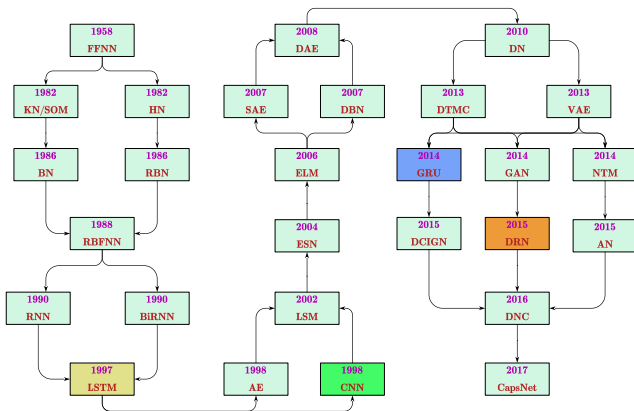 1958
FFNN
1982
KN/SOM
1982
HN
1986
BN
1986
RBN
1988
RBFNN
1990
RNN
1990
BiRNN
1997
LSTM
1998
AE
1998
CNN
2002
LSM
2004
ESN
2006
ELM
2007
SAE
2007
DBN
2008
DAE
2010
DN
2013
DTMC
2013
VAE
2014
GRU
2014
GAN
2014
NTM
2015
DCIGN
2015
DRN
2015
AN
2016
DNC
2017
CapsNet